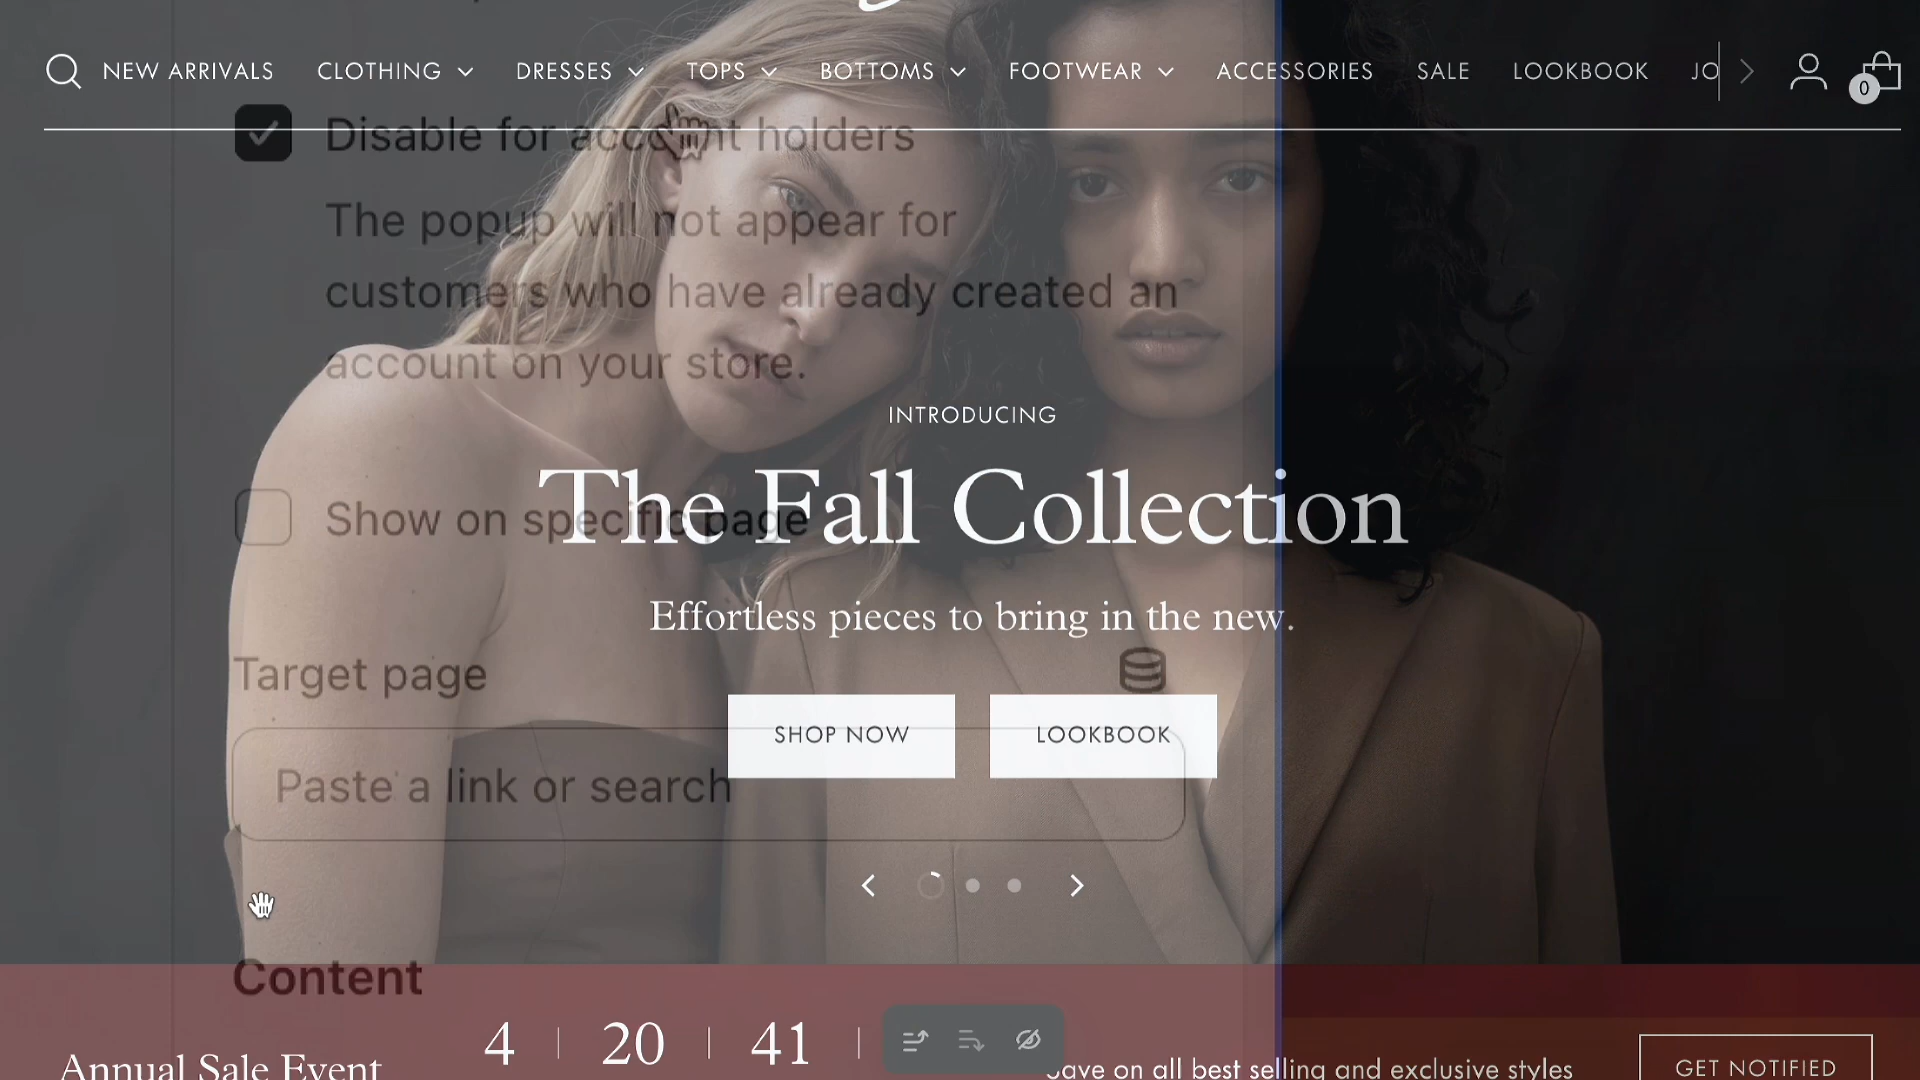 NEW ARRIVALS CLOTHING DRESSES TOPS BOTTOMS FOOTWEAR ACCESSORIES SALE LOOKBOOK JO
0
Disable for account holders
The popup will not appear for
customers who have already created an
account on your store.
INTRODUCING
The Fall Collection
Show on specific page
Effortless pieces to bring in the new.
Target page
SHOP NOW LOOKBOOK
Paste a link or search
Content
4 20 41
Annual Sale Event
Save on all best selling and exclusive styles
GET NOTIFIED